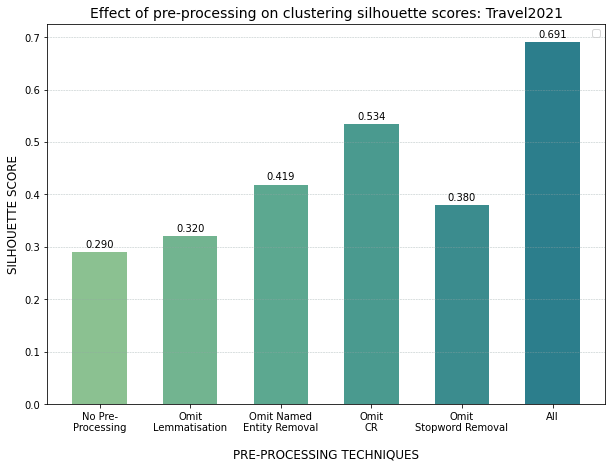 Effect of pre-processing on clustering silhouette scores: Travel2021
SILHOUETTE SCORE
0.7
0.6
0.5
0.4
0.3
0.2
0.1
0.0
0.290
0.320
0.419
0.534
0.380
0.691
No Pre-
Processing
Omit
Lemmatisation
Omit Named
Entity Removal
Omit
CR
Omit
Stopword Removal
All
PRE-PROCESSING TECHNIQUES